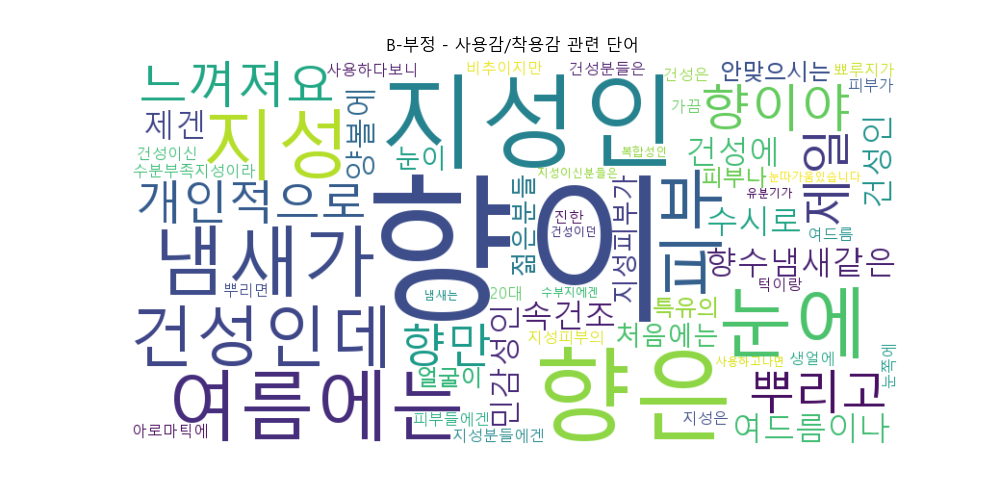 B-부정 - 사용감/착용감 관련 단어
느껴져요
사용하다보니
지성인
비추이지만
건성분들은
건성은
안맞으시는
뾰루지가
피부가
제겐
지성
양볼에
눈이
가끔
향이야
제일
건성인
건성이신
수분부족지성이라
복합성인
건성에
지성이신분들은
피부나
눈따가움있습니다
유분기가
개인적으로
향이
젊은분들
진한
건성이던
지성피부가
피부
수시로
여드름
냄새가
향수냄새같은
턱이랑
뿌리면
냄새는
20대
수부지에겐
특유의
눈에
건성인데
향만
민감성인
속건조
지성피부의
처음에는
생얼에
눈쪽에
사용하고나면
여름에는
얼굴이
향은
뿌리고
피부들에겐
지성은
아로마틱에
지성분들에겐
여드름이나